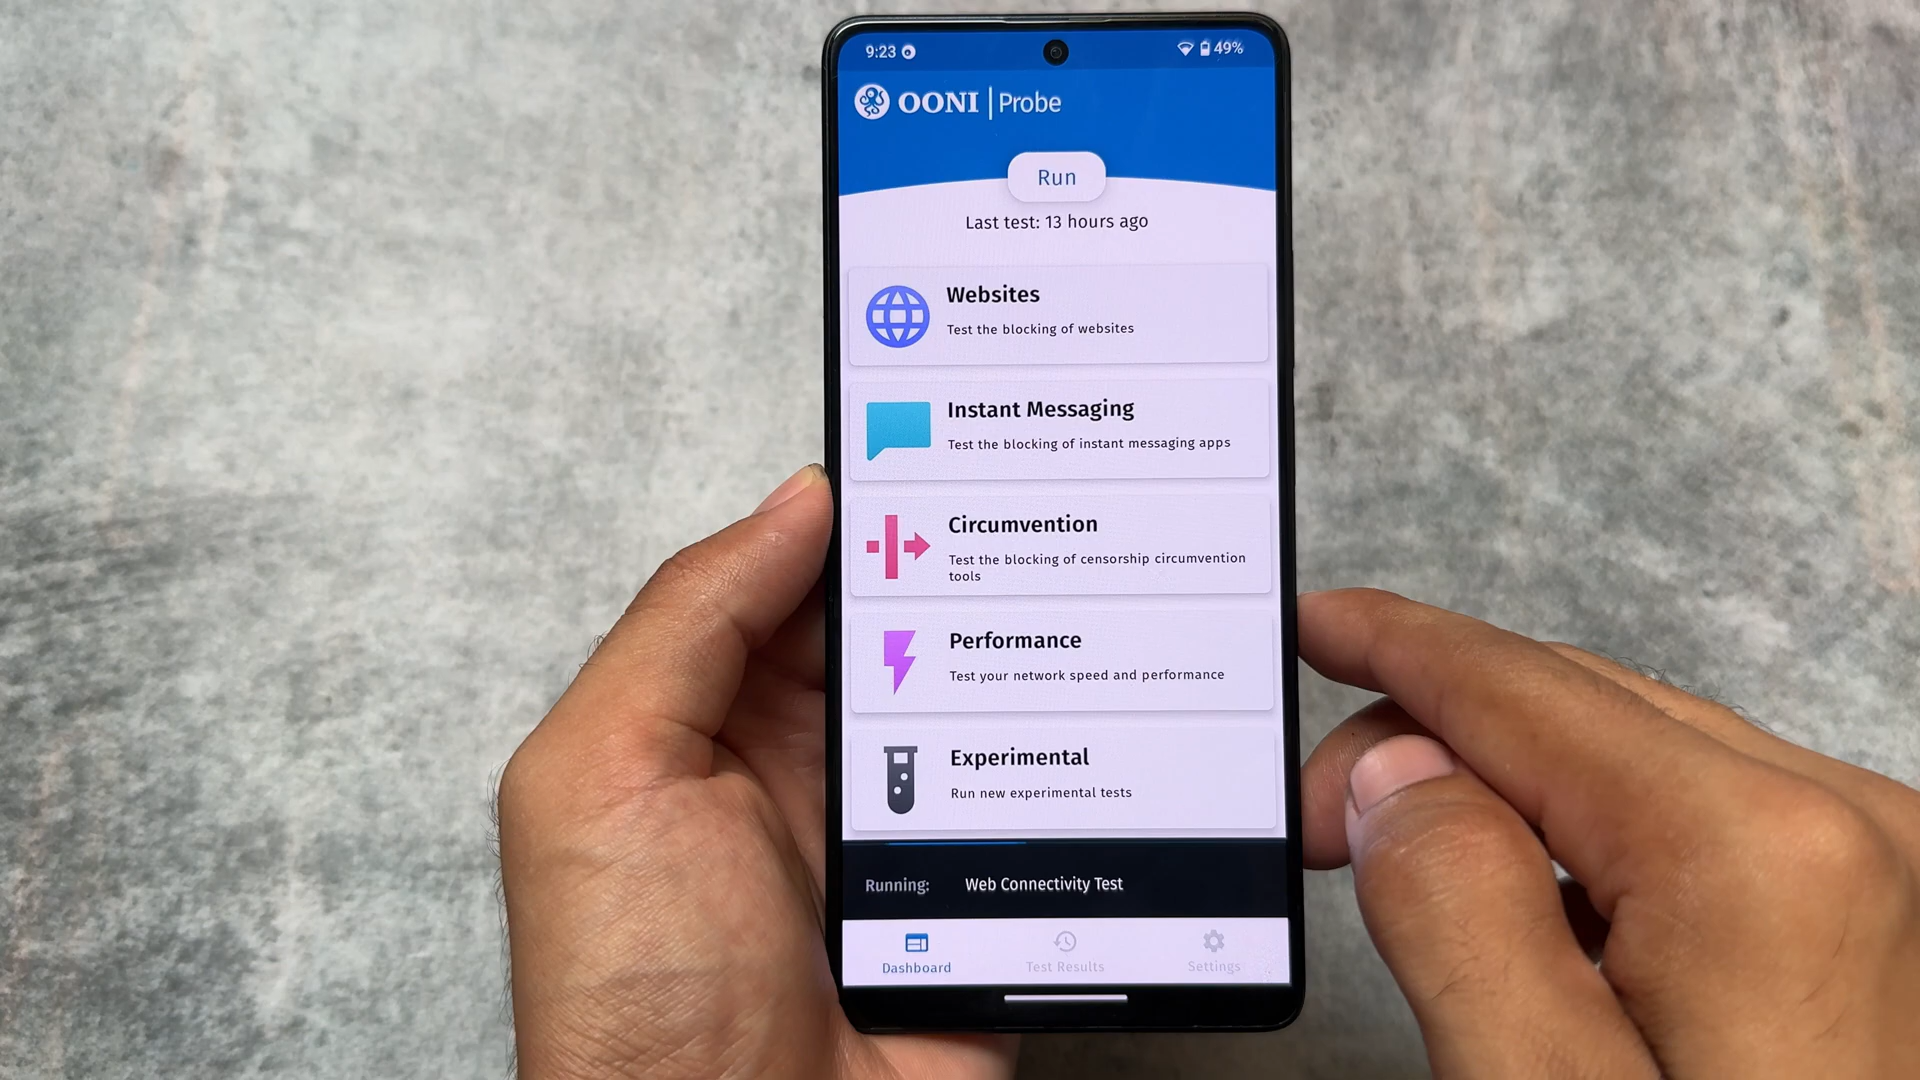 9:23
49%
OONI | Probe
Run
Last test: 13 hours ago
Websites
Test the blocking of websites
Instant Messaging
Test the blocking of instant messaging apps
Circumvention
Test the blocking of censorship circumvention
tools
Performance
Test your network speed and performance
Experimental
Run new experimental tests
Running: Web Connectivity Test
Dashboard
Test Results
Settings